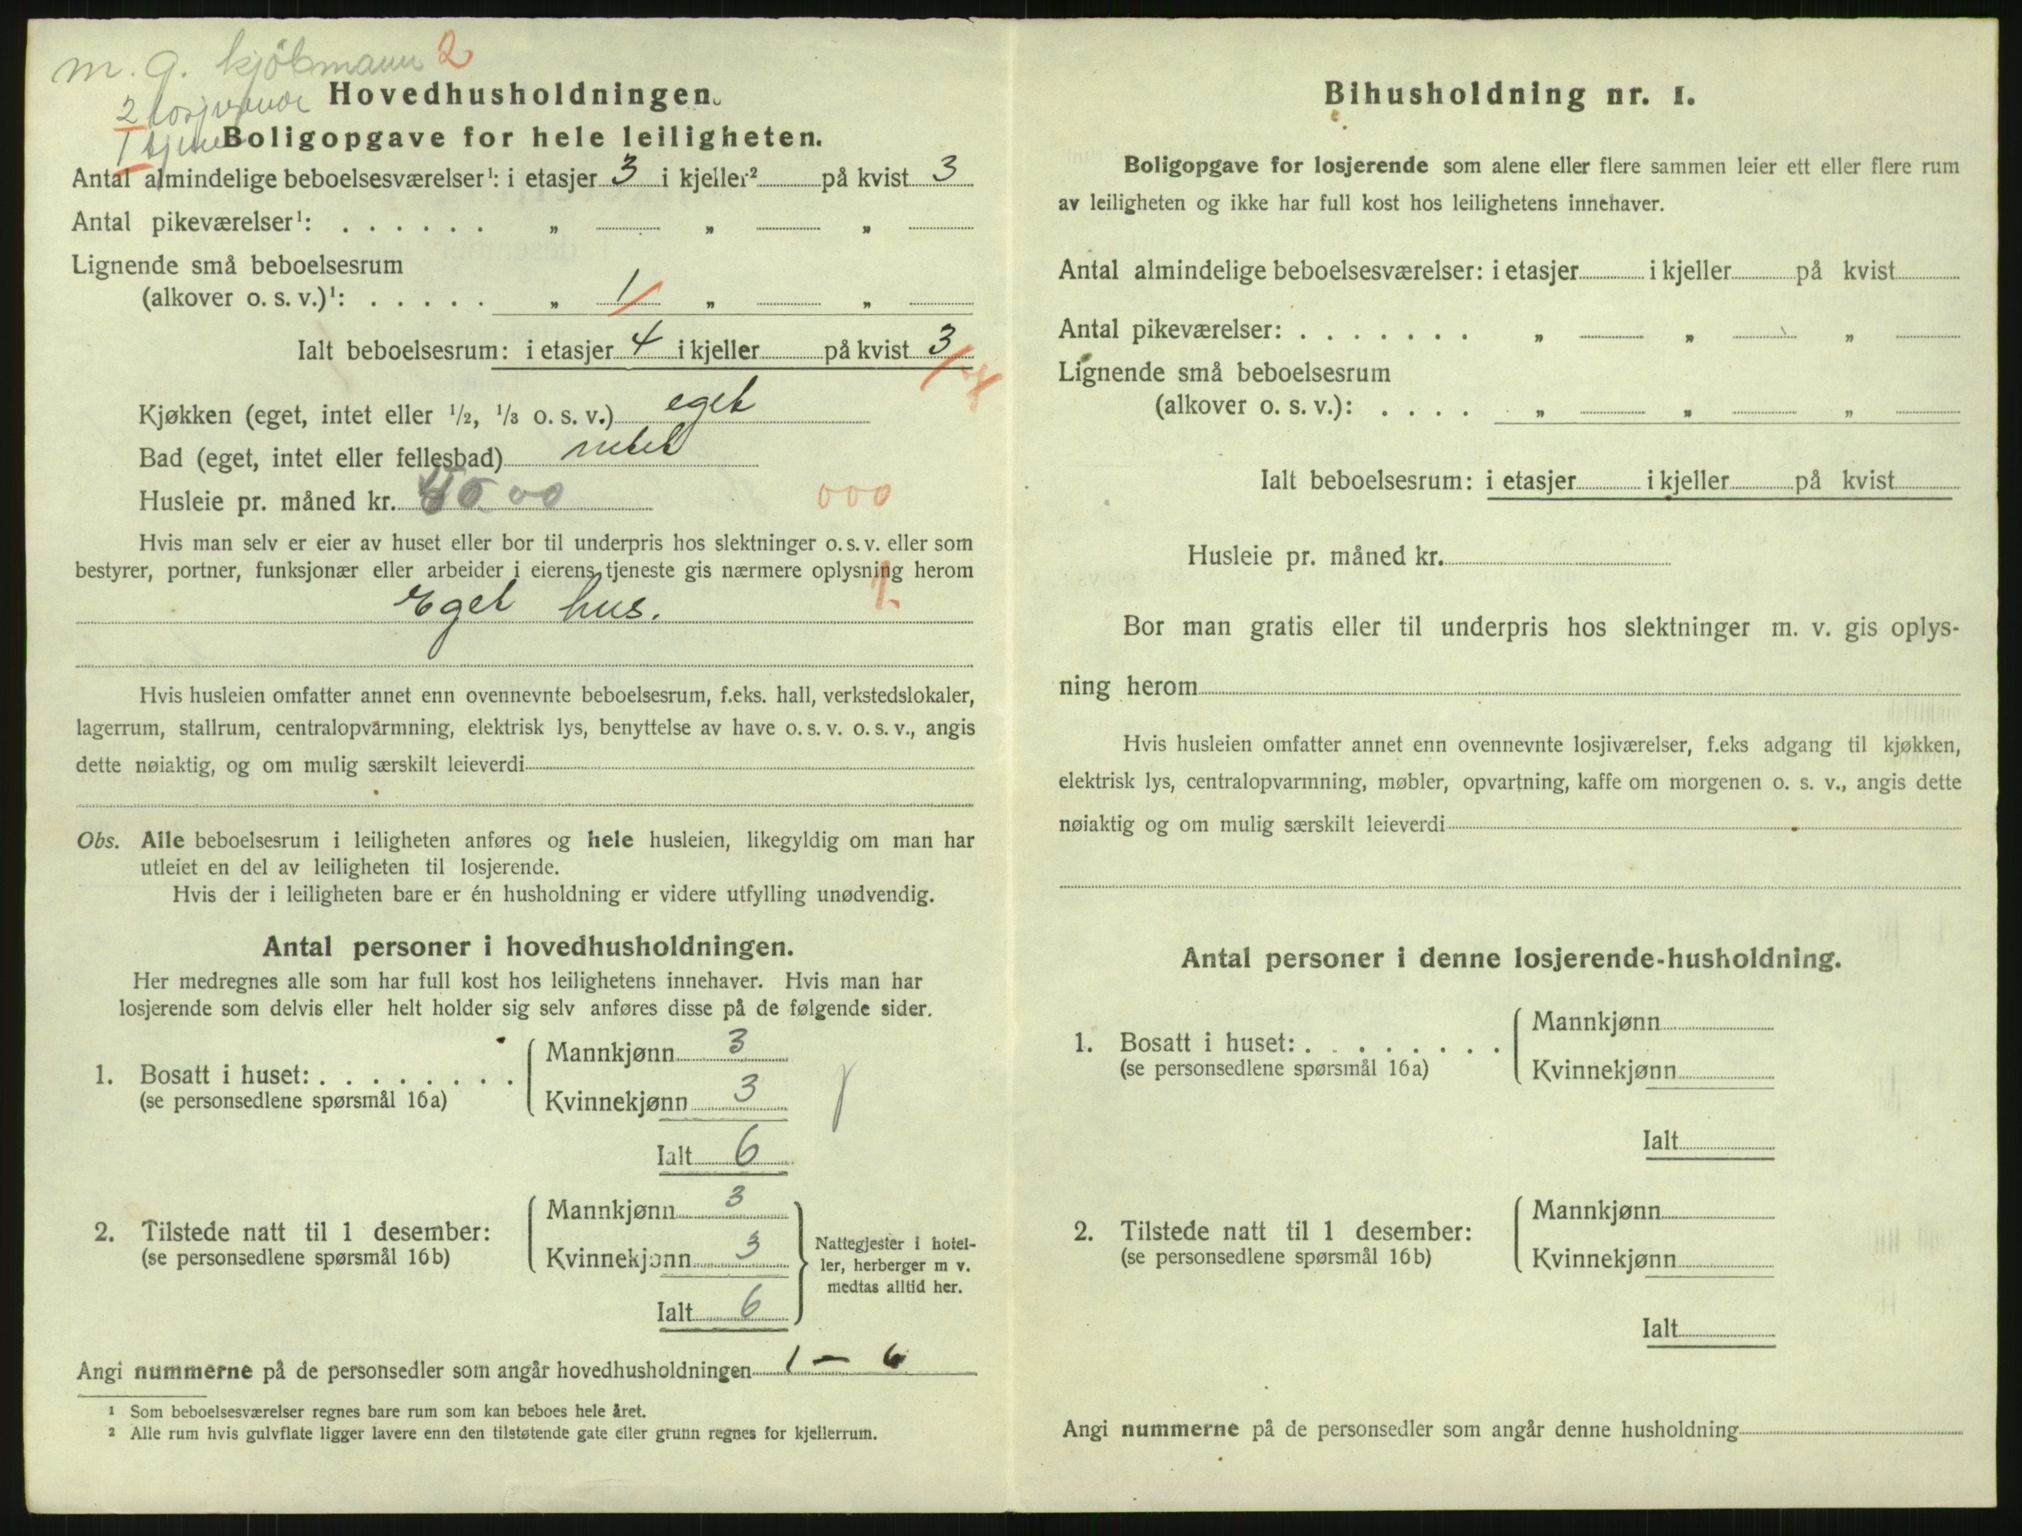 m. g. kjöbmann 2
2 losjerende
1 tjene
Hovedhusholdningen.
Boligopgave for hele leiligheten.
Antal almindelige beboelsesværelser¹: i etasjer 3 i kjeller² på kvist 3
Antal pikeværelser¹: . . . . . . „ „ „
Lignende små beboelsesrum
(alkover o. s. v.)¹: . . . . . „ 1 „ „
Ialt beboelsesrum: i etasjer 4 i kjeller på kvist 3
Kjøkken (eget, intet eller 1/2, 1/3 o. s. v.) eget
Bad (eget, intet eller fellesbad) intet
Husleie pr. måned kr. 00 000
Hvis man selv er eier av huset eller bor til underpris hos slektninger o. s. v. eller som
bestyrer, portner, funksjonær eller arbeider i eierens tjeneste gis nærmere oplysning herom
Eget hus. 1.
Hvis husleien omfatter annet enn ovennevnte beboelsesrum, f.eks. hall, verkstedslokaler,
lagerrum, stallrum, centralopvarmning, elektrisk lys, benyttelse av have o. s. v. o. s. v., angis
dette nøiaktig, og om mulig særskilt leieverdi
Obs. Alle beboelsesrum i leiligheten anføres og hele husleien, likegyldig om man har
utleiet en del av leiligheten til losjerende.
Hvis der i leiligheten bare er én husholdning er videre utfylling unødvendig.
Antal personer i hovedhusholdningen.
Her medregnes alle som har full kost hos leilighetens innehaver. Hvis man har
losjerende som delvis eller helt holder sig selv anføres disse på de følgende sider.
1. Bosatt i huset: . . . . . . . . Mannkjønn 3
(se personsedlene spørsmål 16a) Kvinnekjønn 3
Ialt 6
2. Tilstede natt til 1 desember: Mannkjønn 3
(se personsedlene spørsmål 16b) Kvinnekjønn 3
Ialt 6
Nattegjester i hotel-
ler, herberger m v.
medtas alltid her.
Angi nummerne på de personsedler som angår hovedhusholdningen 1 - 6
¹ Som beboelsesværelser regnes bare rum som kan beboes hele året.
² Alle rum hvis gulvflate ligger lavere enn den tilstøtende gate eller grunn regnes for kjellerrum.
Bihusholdning nr. 1.
Boligopgave for losjerende som alene eller flere sammen leier ett eller flere rum
av leiligheten og ikke har full kost hos leilighetens innehaver.
Antal almindelige beboelsesværelser: i etasjer i kjeller på kvist
Antal pikeværelser: . . . . . . . „ „ „
Lignende små beboelsesrum
(alkover o. s. v.): . . . . „ „ „
Ialt beboelsesrum: i etasjer i kjeller på kvist
Husleie pr. måned kr.
Bor man gratis eller til underpris hos slektninger m. v. gis oplys-
ning herom
Hvis husleien omfatter annet enn ovennevnte losjiværelser, f.eks adgang til kjøkken,
elektrisk lys, centralopvarmning, møbler, opvartning, kaffe om morgenen o. s. v., angis dette
nøiaktig og om mulig særskilt leieverdi
Antal personer i denne losjerende-husholdning.
1. Bosatt i huset: . . . . . . . . Mannkjønn
(se personsedlene spørsmål 16a) Kvinnekjønn
Ialt
2. Tilstede natt til 1 desember: Mannkjønn
(se personsedlene spørsmål 16b) Kvinnekjønn
Ialt
Angi nummerne på de personsedler som angår denne husholdning